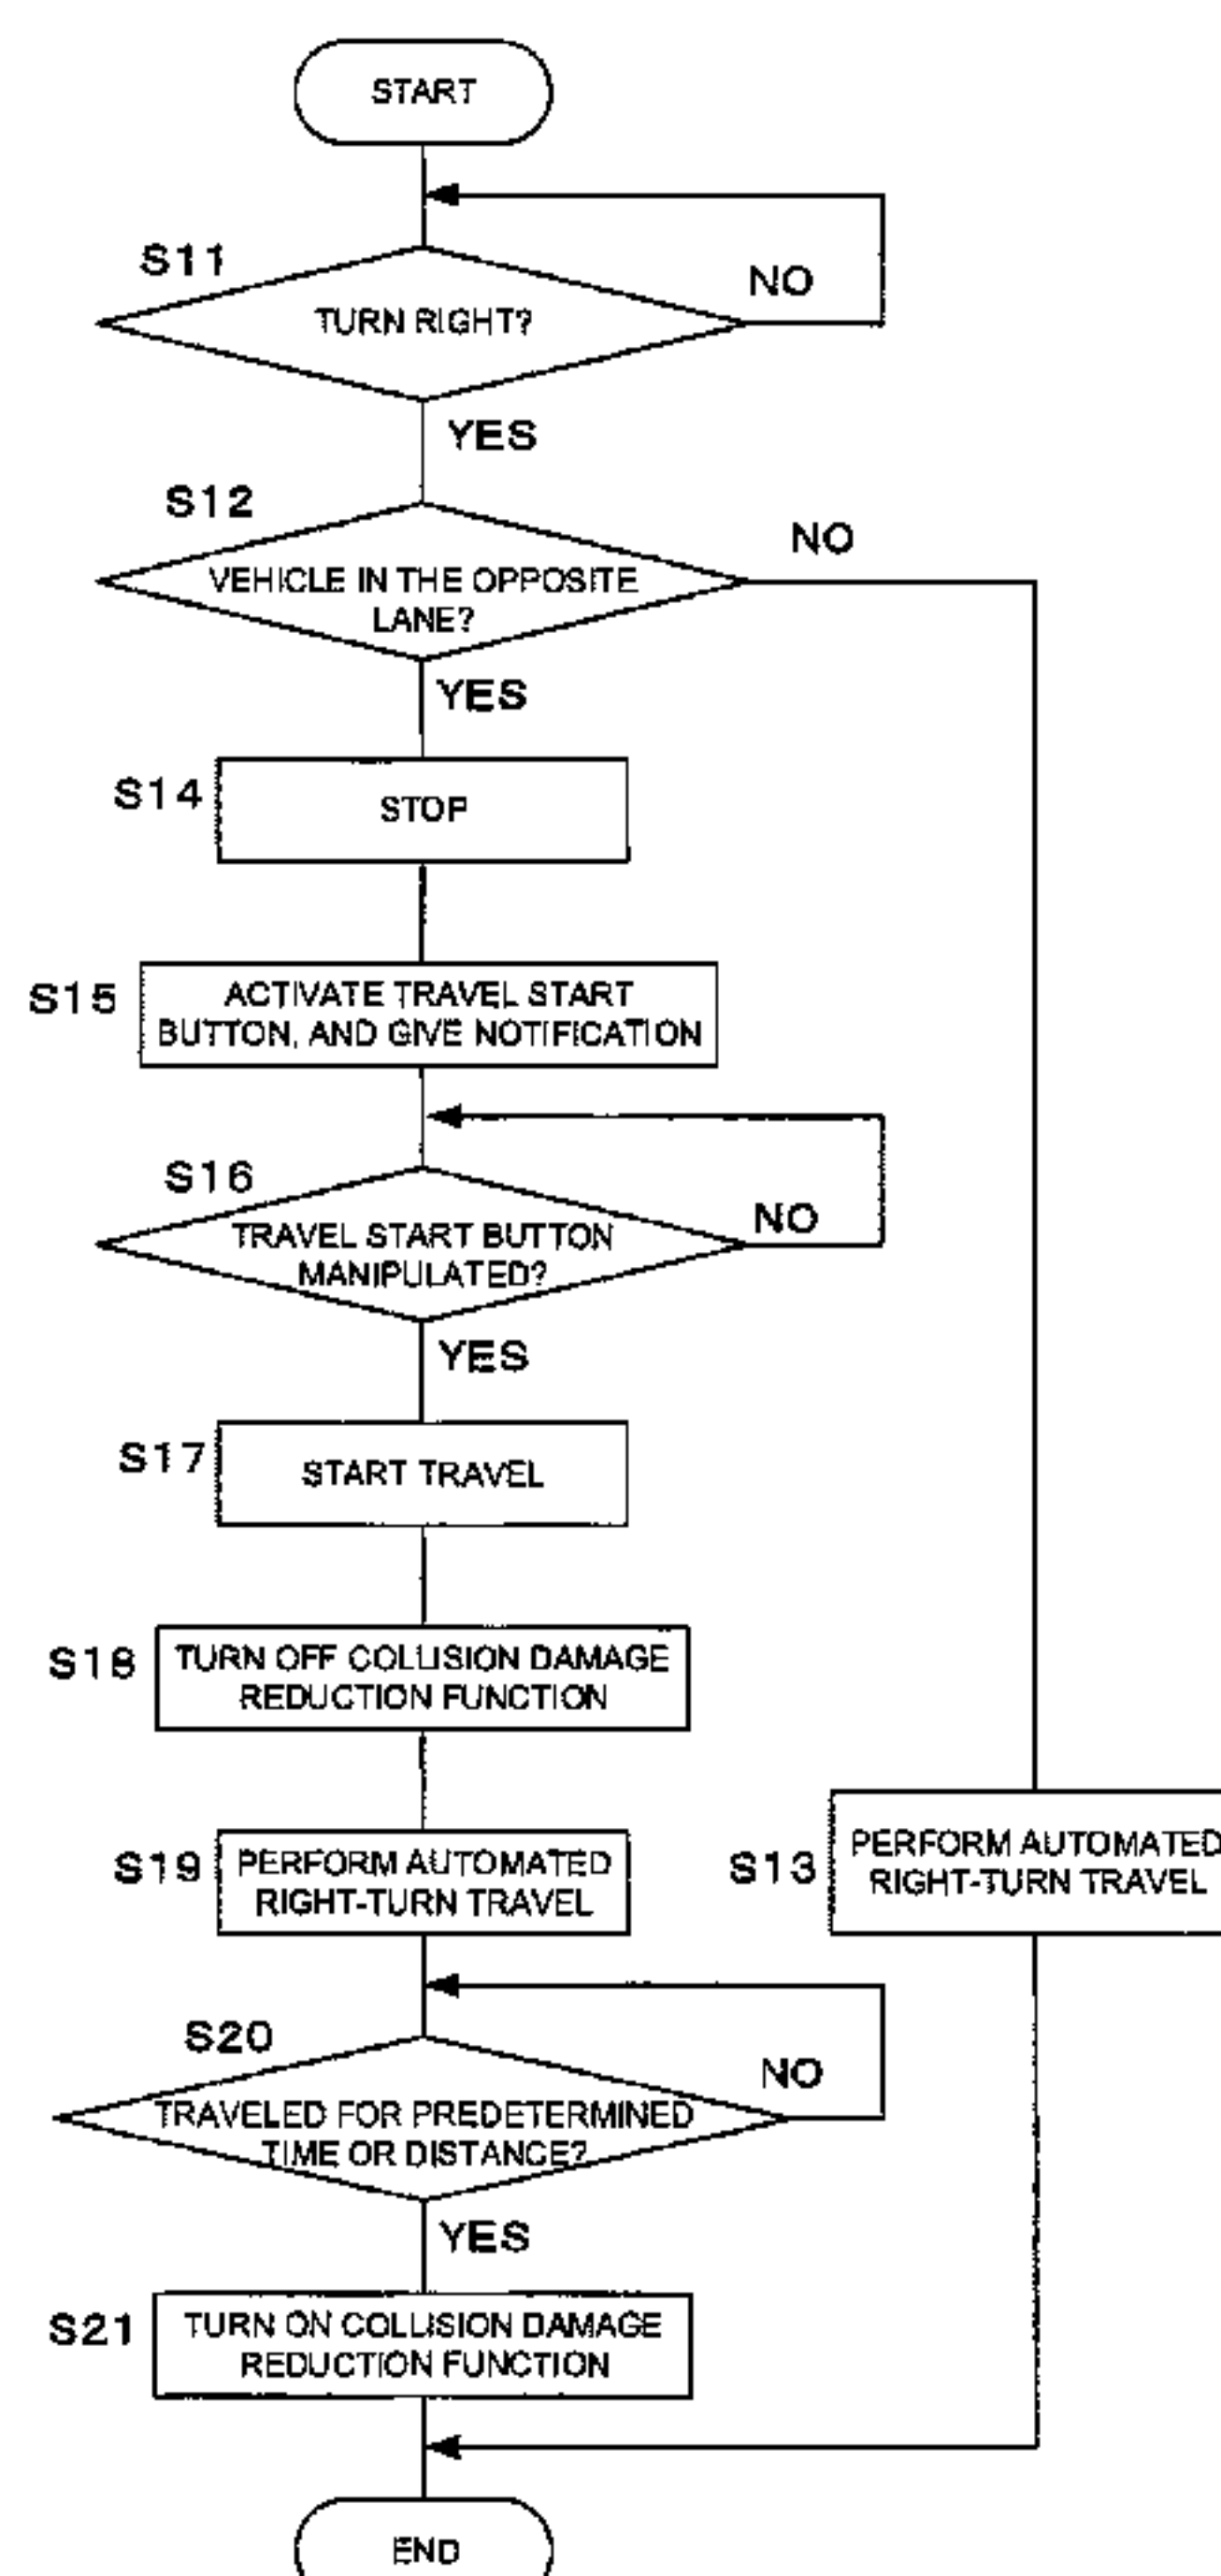 START
S11
TURN RIGHT?
NO
YES
S12
VEHICLE IN THE OPPOSITE
LANE?
NO
YES
S14
STOP
S15
ACTIVATE TRAVEL START
BUTTON, AND GIVE NOTIFICATION
S16
TRAVEL START BUTTON
MANIPULATED?
NO
YES
S17
START TRAVEL
S18
TURN OFF COLLISION DAMAGE
REDUCTION FUNCTION
S19
PERFORM AUTOMATED
RIGHT-TURN TRAVEL
S13
PERFORM AUTOMATED
RIGHT-TURN TRAVEL
S20
TRAVELED FOR PREDETERMINED
TIME OR DISTANCE?
NO
YES
S21
TURN ON COLLISION DAMAGE
REDUCTION FUNCTION
END